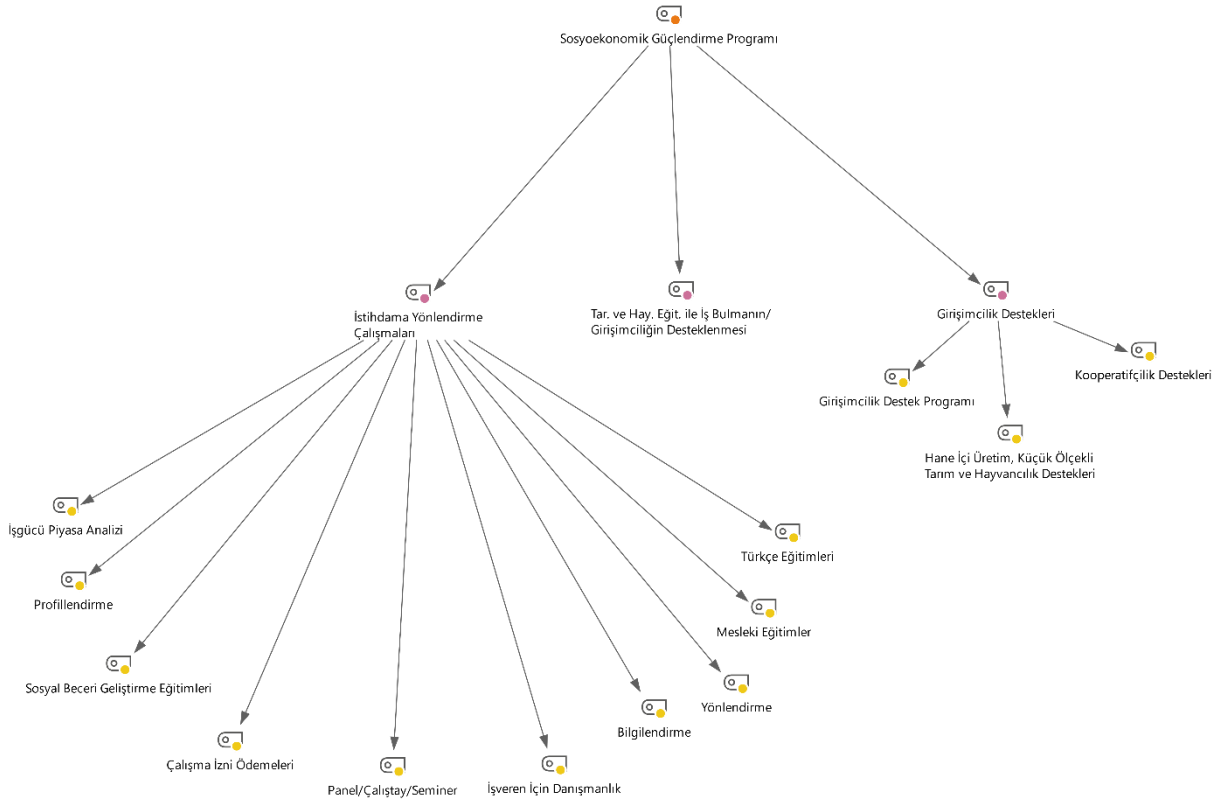 Sosyoekonomik Güçlendirme Programı
İstihdama Yönlendirme
Çalışmaları
Tar. ve Hay. Eğit. ile İş Bulmanın/
Girişimciliğin Desteklenmesi
Girişimcilik Destekleri
Kooperatifçilik Destekleri
Girişimcilik Destek Programı
Hane İçi Üretim, Küçük Ölçekli
Tarım ve Hayvancılık Destekleri
İşgücü Piyasa Analizi
Profillendirme
Sosyal Beceri Geliştirme Eğitimleri
Çalışma İzni Ödemeleri
Panel/Çalıştay/Seminer
İşveren İçin Danışmanlık
Bilgilendirme
Yönlendirme
Mesleki Eğitimler
Türkçe Eğitimleri